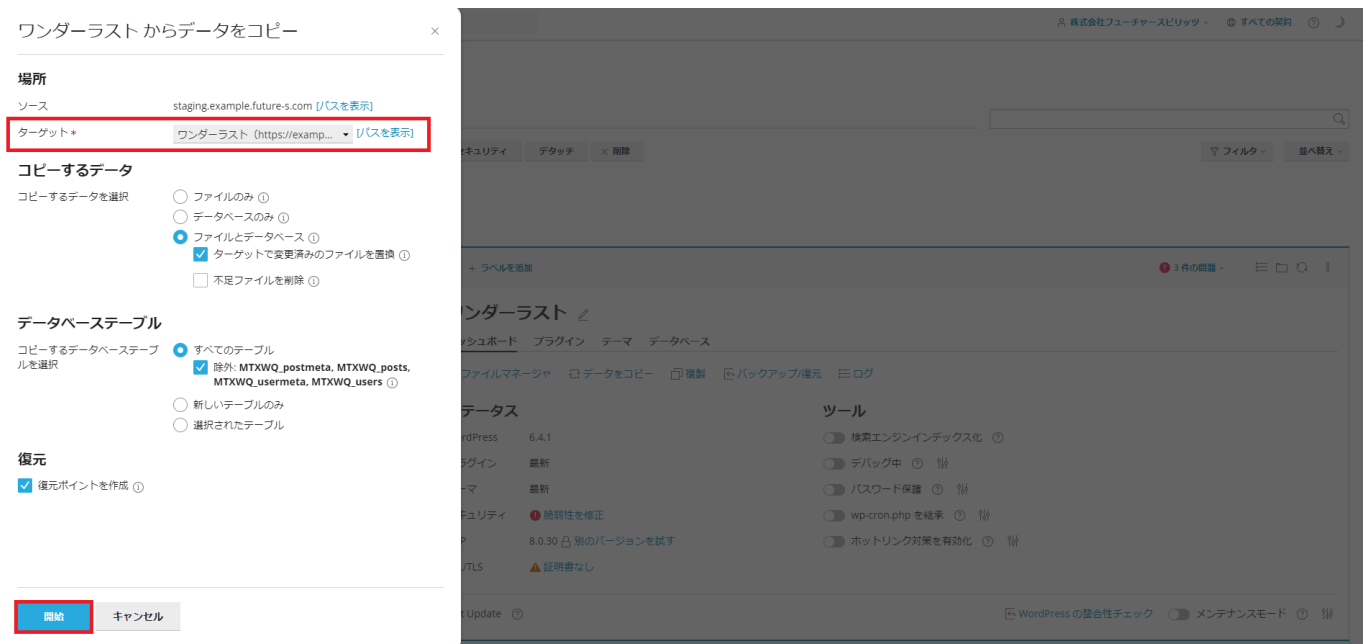 ワンダーラスト からデータをコピー ×
株式会社フューチャースピリッツ
すべての契約
場所
ソース staging.example.future-s.com [パスを表示]
ターゲット * ワンダーラスト（https://examp... [パスを表示]
キュリティ デタッチ × 削除
フィルタ 並べ替え
コピーするデータ
コピーするデータを選択
ファイルのみ
データベースのみ
ファイルとデータベース
ターゲットで変更済みのファイルを置換
不足ファイルを削除
+ ラベルを追加
3 件の問題
データベーステーブル
コピーするデータベーステーブ
ルを選択
すべてのテーブル
除外: MTXWQ_postmeta, MTXWQ_posts,
MTXWQ_usermeta, MTXWQ_users
新しいテーブルのみ
選択されたテーブル
復元
復元ポイントを作成
開始 キャンセル
ンダーラスト
ッシュボード プラグイン テーマ データベース
ファイルマネージャ データをコピー 複製 バックアップ/復元 ログ
テータス
rdPress 6.4.1
ラグイン 最新
ーマ 最新
キュリティ 脆弱性を修正
P 8.0.30 別のバージョンを試す
/TLS 証明書なし
ツール
検索エンジンインデックス化
デバッグ中
パスワード保護
wp-cron.php を継承
ホットリンク対策を有効化
t Update
WordPress の整合性チェック メンテナンスモード